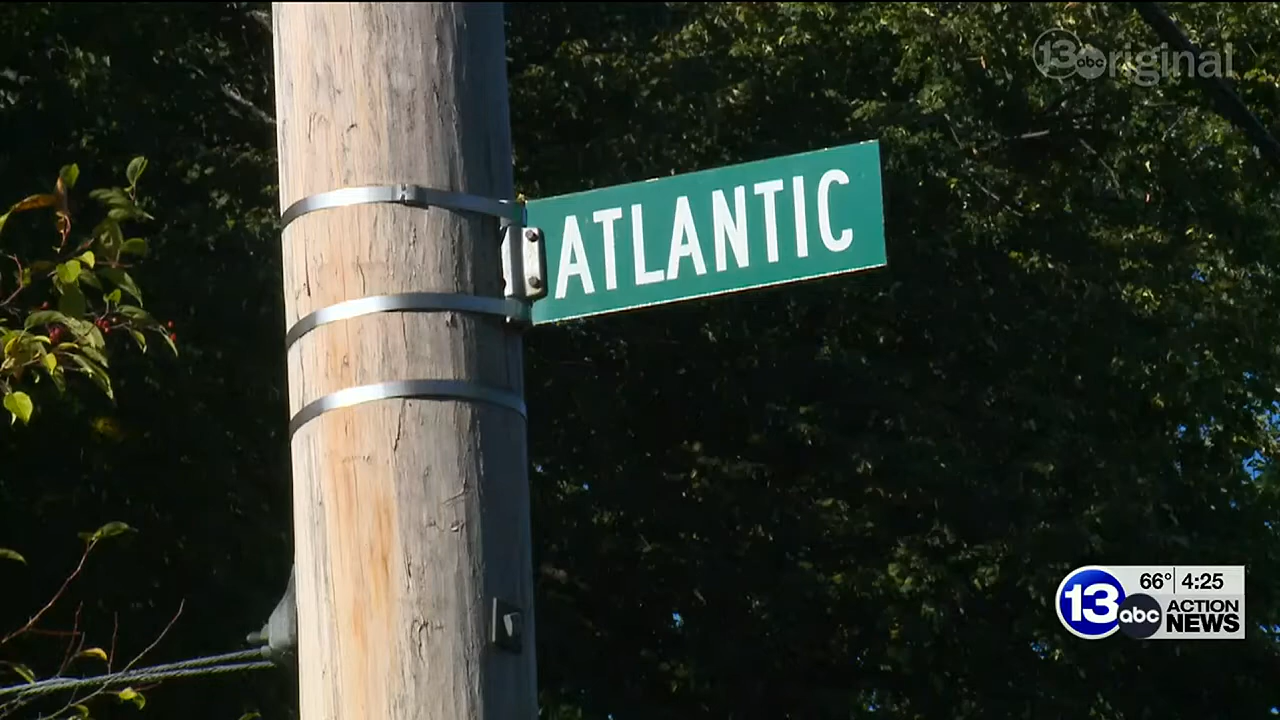 13 abc Original
ATLANTIC
66° | 4:25
13 abc ACTION
NEWS